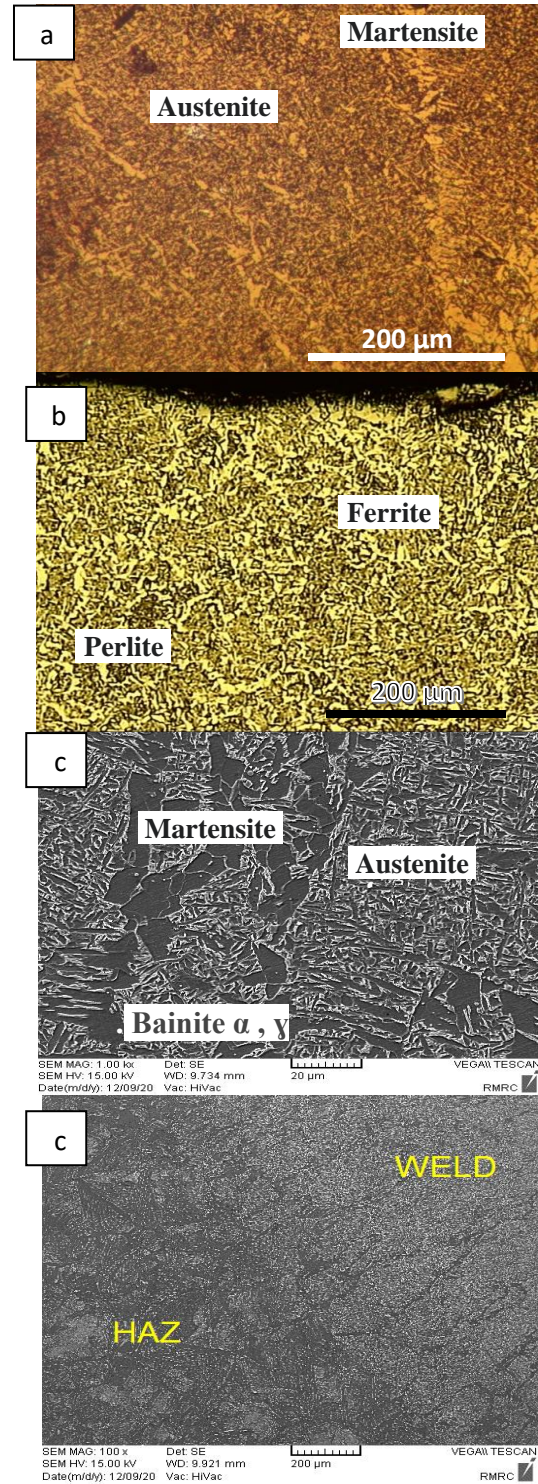 a
Martensite
Austenite
200 µm
b
Ferrite
Perlite
200 µm
c
Martensite
Austenite
Bainite α , ɣ
SEM MAG: 1.00 kx Det: SE VEGA\\ TESCAN
SEM HV: 15.00 kV WD: 9.734 mm 20 µm
Date(m/d/y): 12/09/20 Vac: HiVac RMRC
c
WELD
HAZ
SEM MAG: 100 x Det: SE VEGA\\ TESCAN
SEM HV: 15.00 kV WD: 9.921 mm 200 µm
Date(m/d/y): 12/09/20 Vac: HiVac RMRC